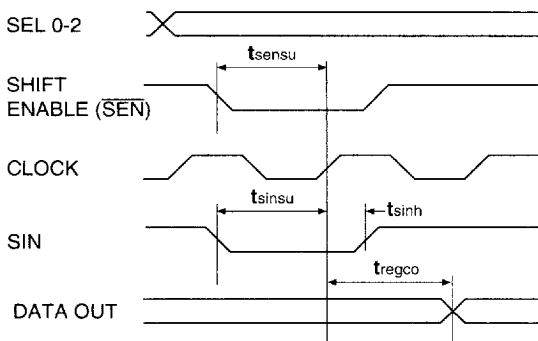 SEL 0-2
tsensu
SHIFT
ENABLE (SEN)
CLOCK
tsinsu
tsinh
SIN
tregco
DATA OUT